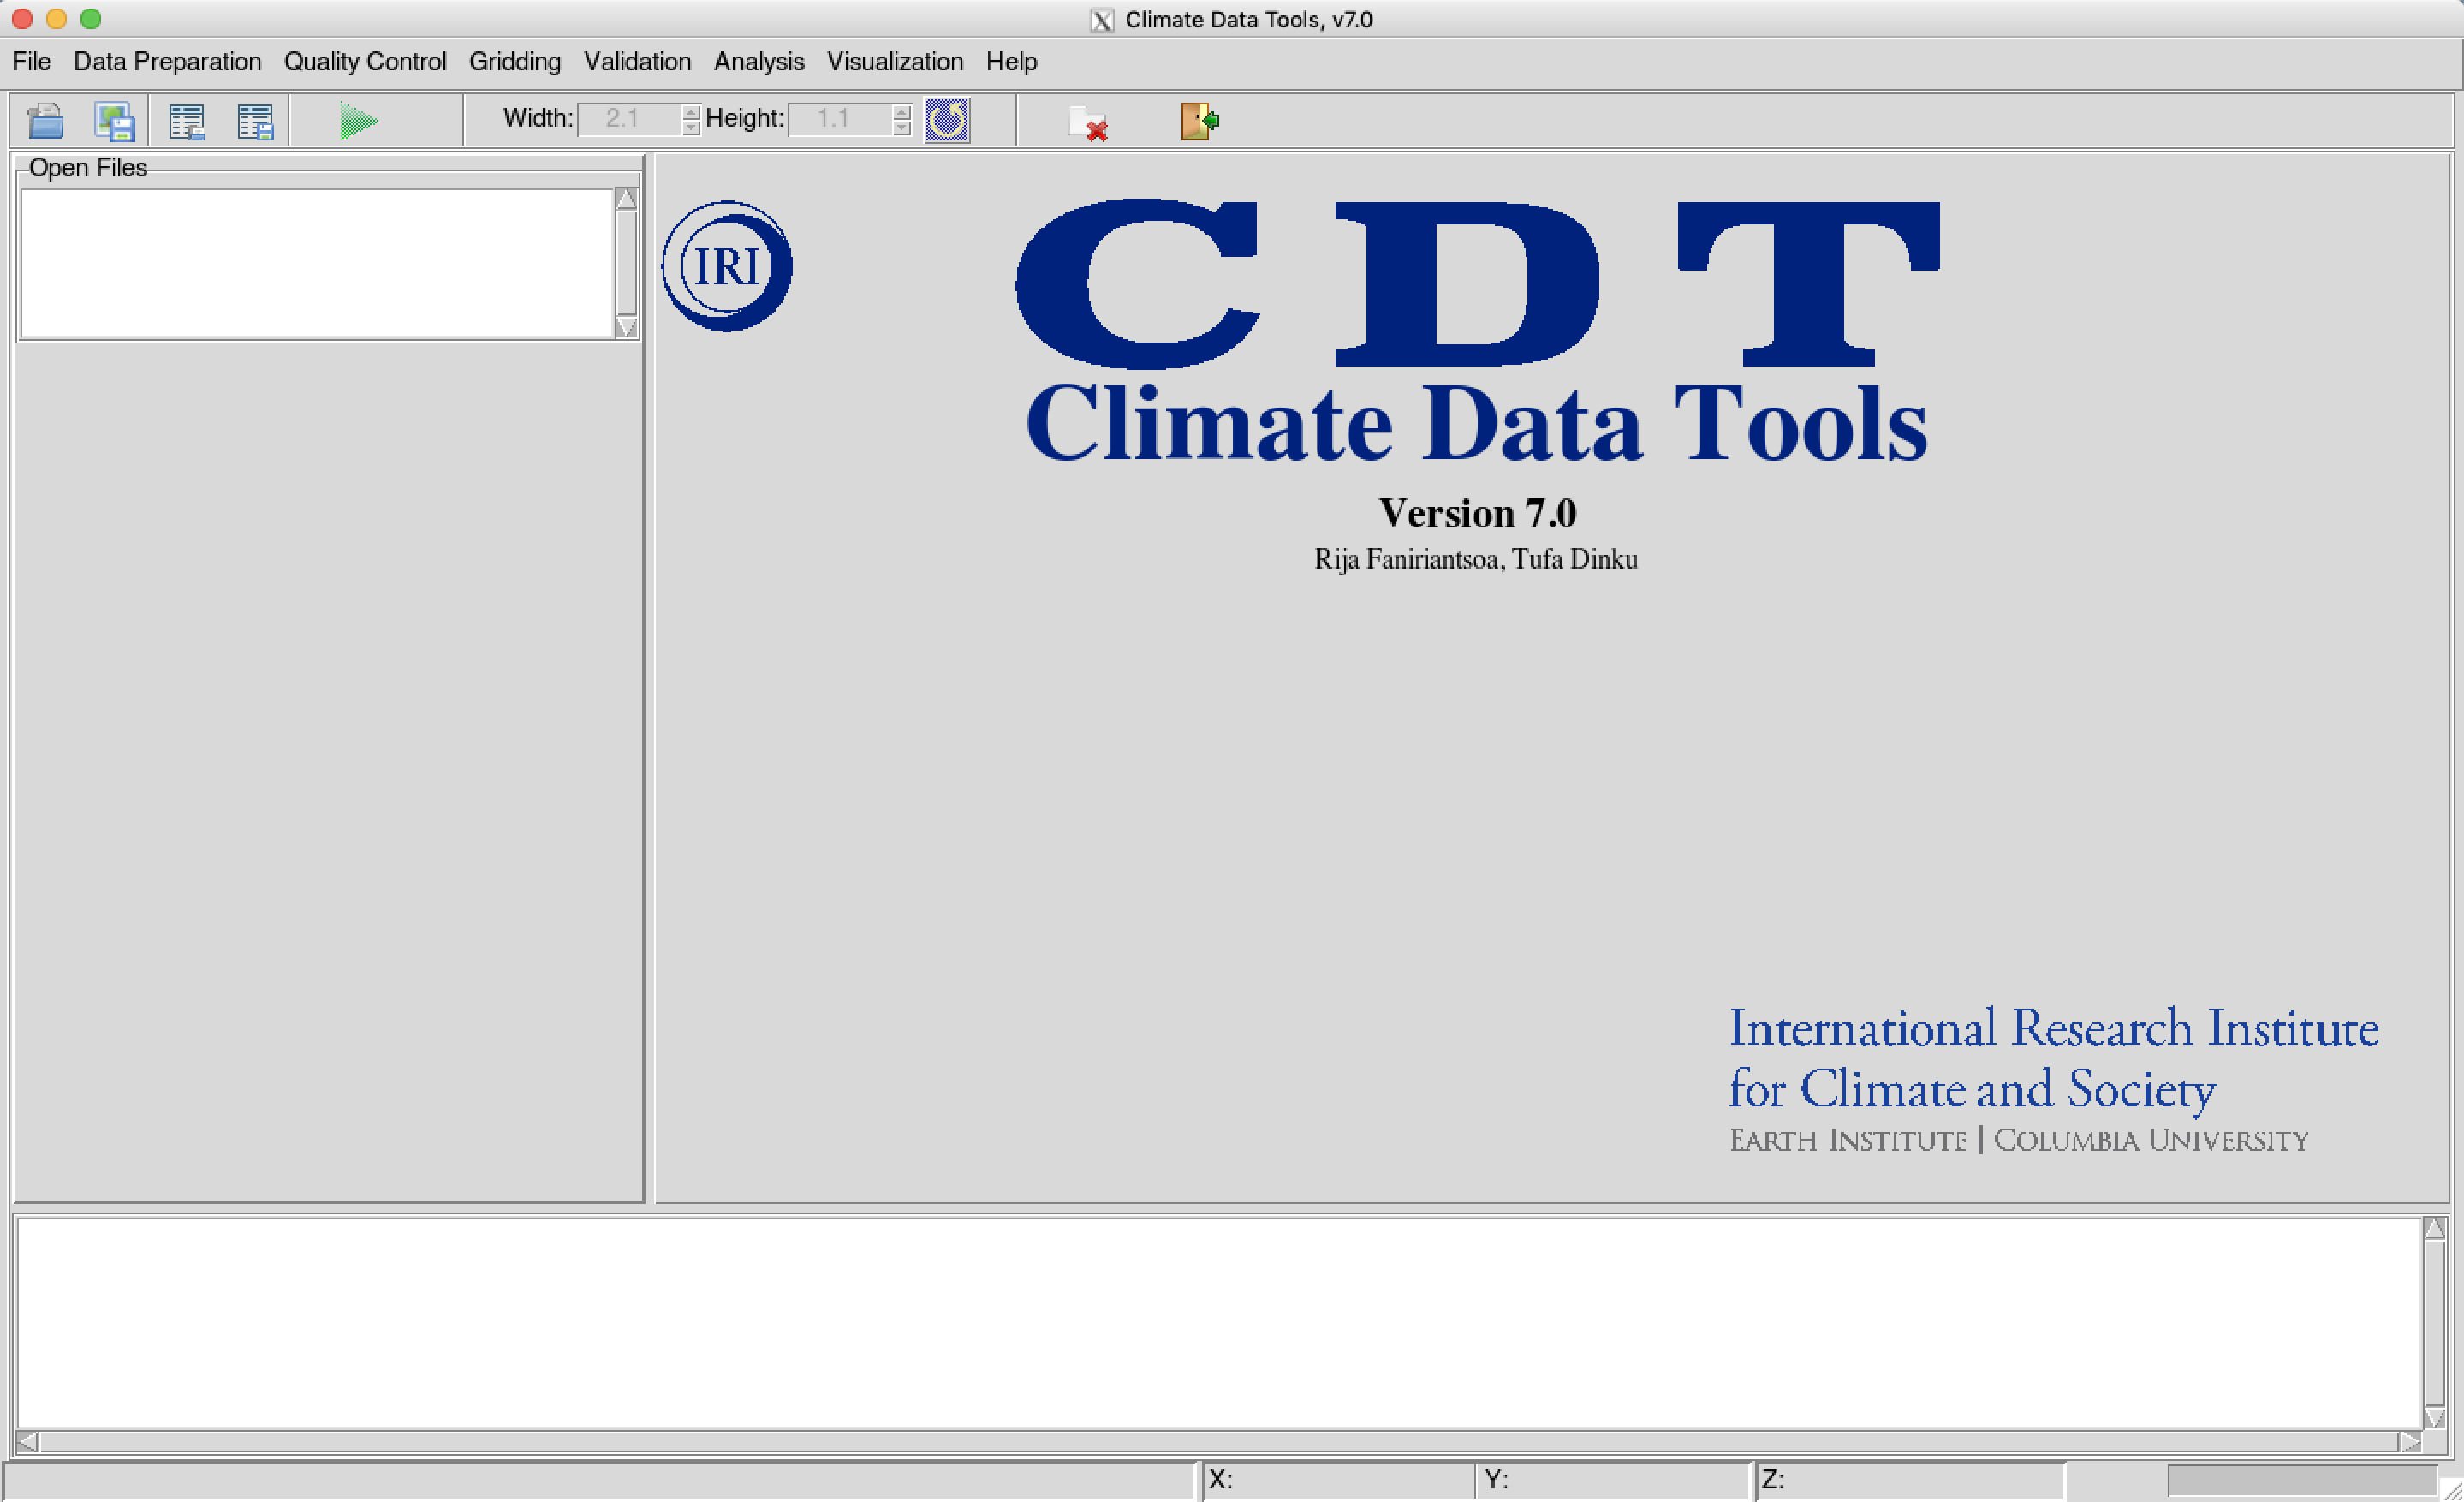 Climate Data Tools, v7.0
File Data Preparation Quality Control Gridding Validation Analysis Visualization Help
Width: 2.1 Height: 1.1
Open Files
IRI
CDT
Climate Data Tools
Version 7.0
Rija Faniriantsoa, Tufa Dinku
International Research Institute
for Climate and Society
EARTH INSTITUTE | COLUMBIA UNIVERSITY
X: Y: Z: